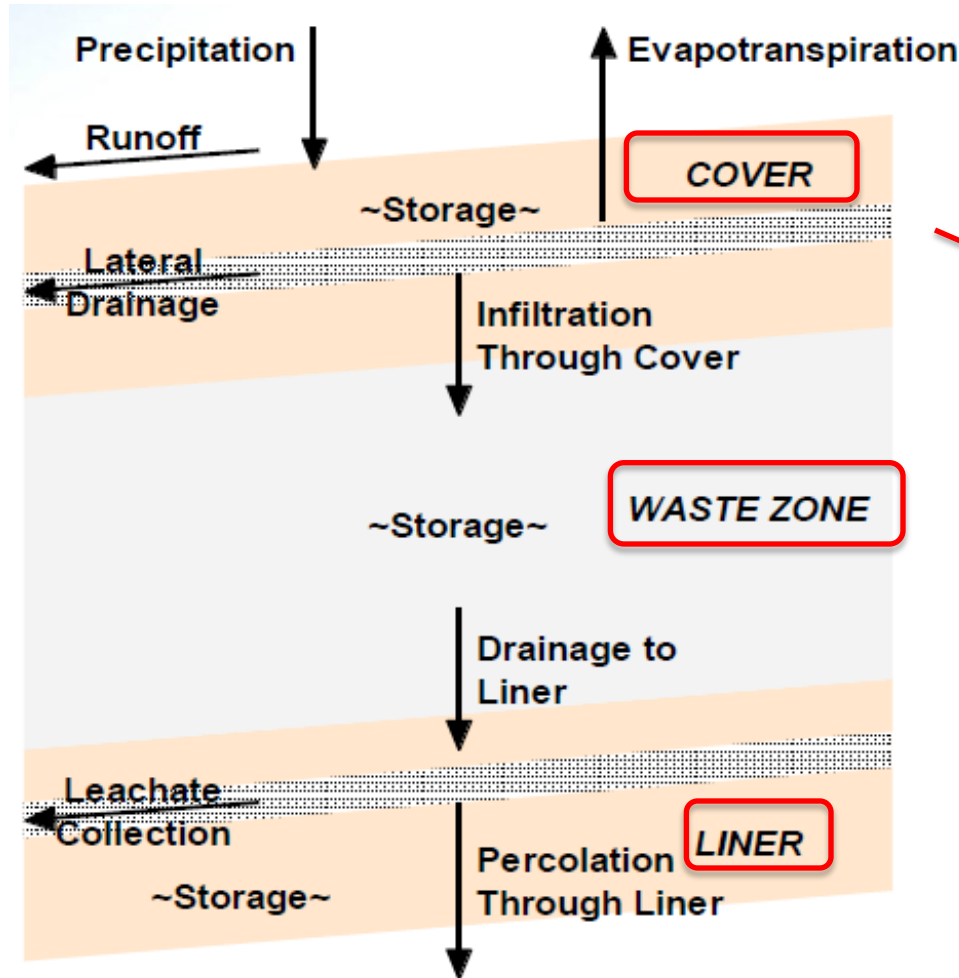 Precipitation
Evapotranspiration
Runoff
COVER
~Storage~
Lateral
Drainage
Infiltration
Through Cover
WASTE ZONE
~Storage~
Drainage to
Liner
Leachate
Collection
LINER
Percolation
Through Liner
~Storage~